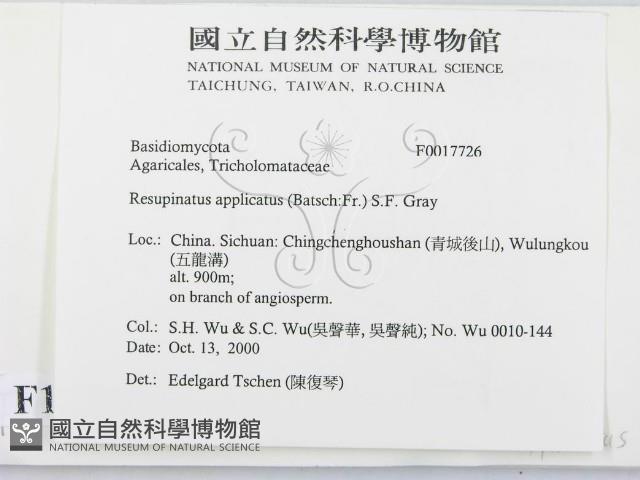 國立自然科學博物館
NATIONAL MUSEUM OF NATURAL SCIENCE
TAICHUNG, TAIWAN, R.O.CHINA
Basidiomycota F0017726
Agaricales, Tricholomataceae
Resupinatus applicatus (Batsch:Fr.) S.F. Gray
Loc.: China. Sichuan: Chingchenghoushan (青城後山), Wulungkou
(五龍溝)
alt. 900m;
on branch of angiosperm.
Col.: S.H. Wu & S.C. Wu(吳聲華, 吳聲純); No. Wu 0010-144
Date: Oct. 13, 2000
Det.: Edelgard Tschen (陳復琴)
F1
國立自然科學博物館
NATIONAL MUSEUM OF NATURAL SCIENCE